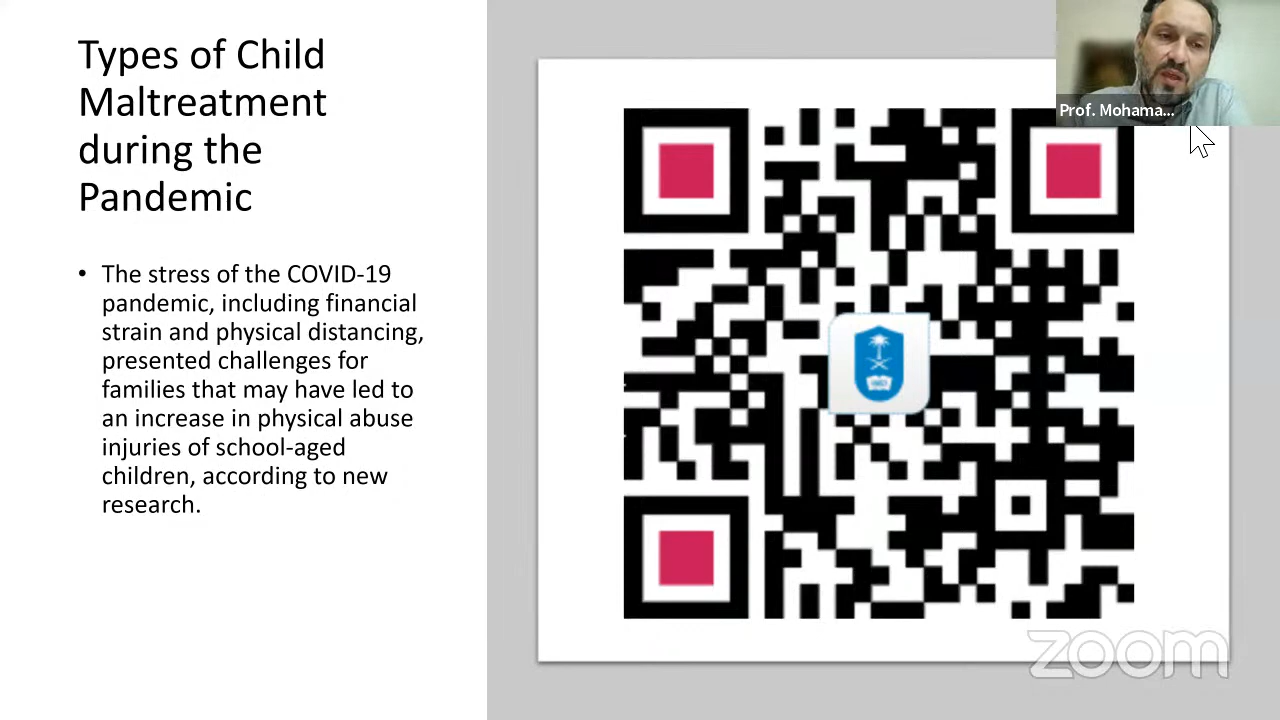 Types of Child
Maltreatment
during the
Pandemic
• The stress of the COVID-19
pandemic, including financial
strain and physical distancing,
presented challenges for
families that may have led to
an increase in physical abuse
injuries of school-aged
children, according to new
research.
Prof. Mohama...
zoom